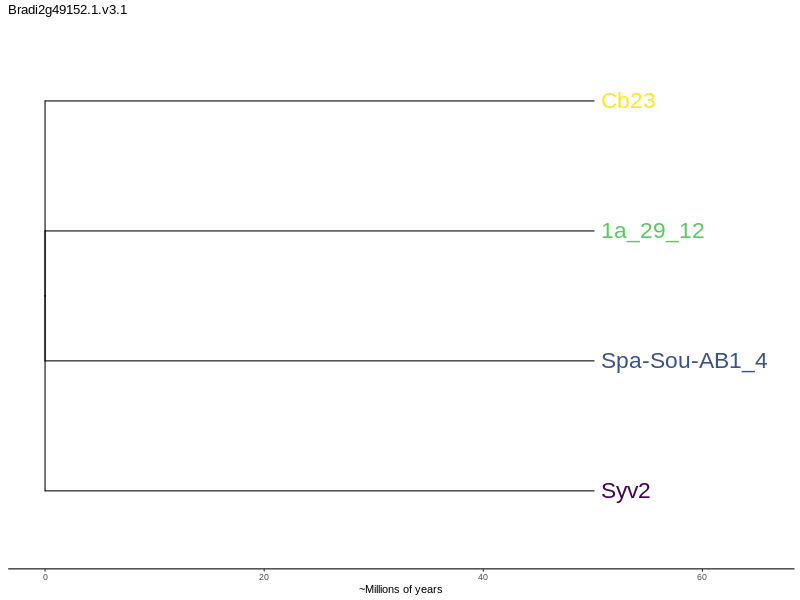 Bradi2g49152.1.v3.1
Cb23
1a_29_12
Spa-Sou-AB1_4
Syv2
0 20 40 60
~Millions of years